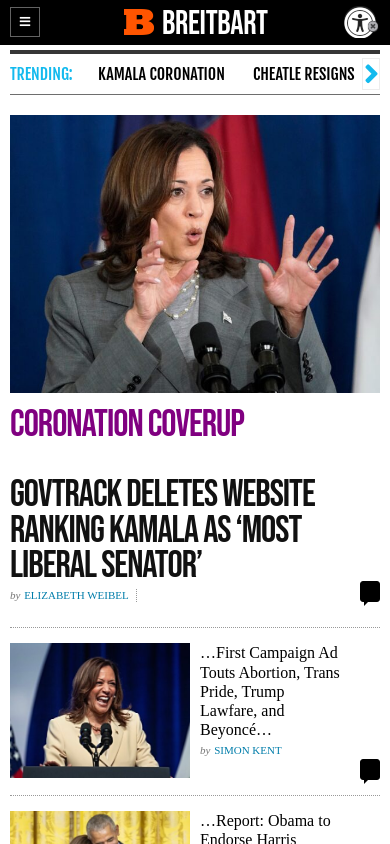 BREITBART
TRENDING: KAMALA CORONATION CHEATLE RESIGNS
CORONATION COVERUP
GOVTRACK DELETES WEBSITE
RANKING KAMALA AS ‘MOST
LIBERAL SENATOR’
by ELIZABETH WEIBEL
…First Campaign Ad
Touts Abortion, Trans
Pride, Trump
Lawfare, and
Beyoncé…
by SIMON KENT
…Report: Obama to
Endorse Harris